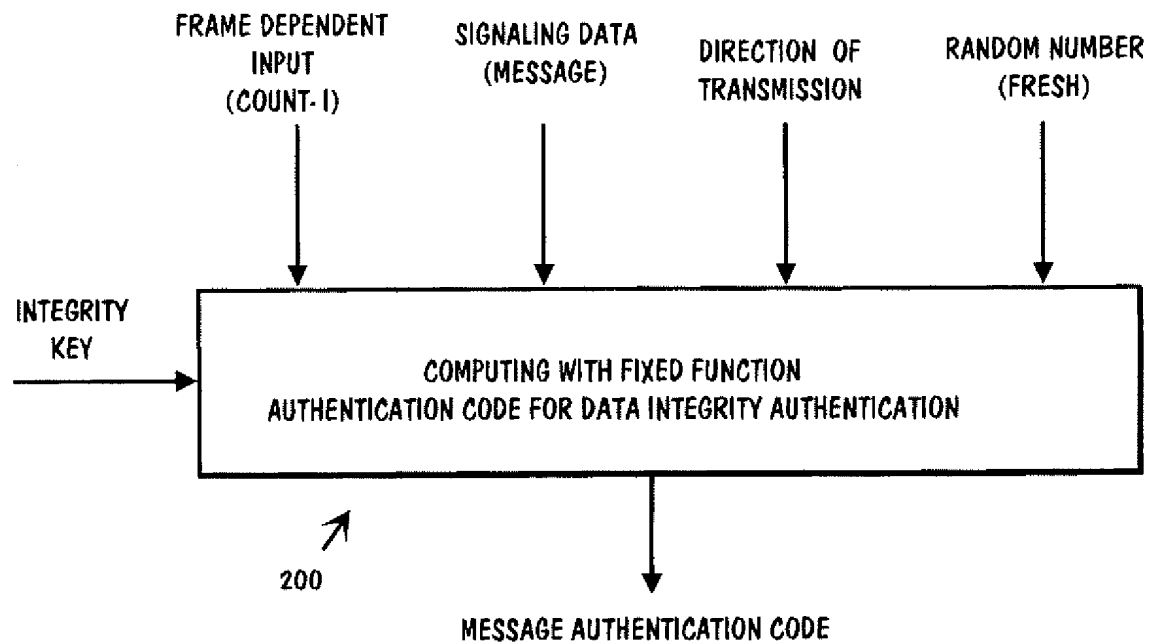 FRAME DEPENDENT
INPUT
(COUNT-I)
SIGNALING DATA
(MESSAGE)
DIRECTION OF
TRANSMISSION
RANDOM NUMBER
(FRESH)
INTEGRITY
KEY
COMPUTING WITH FIXED FUNCTION
AUTHENTICATION CODE FOR DATA INTEGRITY AUTHENTICATION
200
MESSAGE AUTHENTICATION CODE